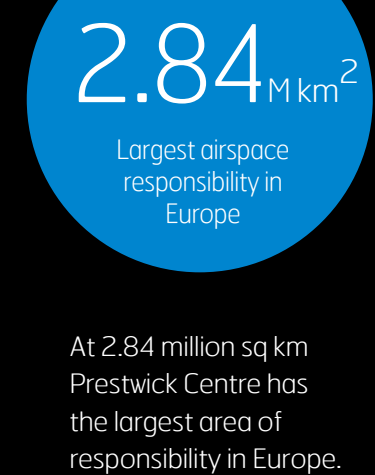 2.84 M km²
Largest airspace
responsibility in
Europe
At 2.84 million sq km
Prestwick Centre has
the largest area of
responsibility in Europe.